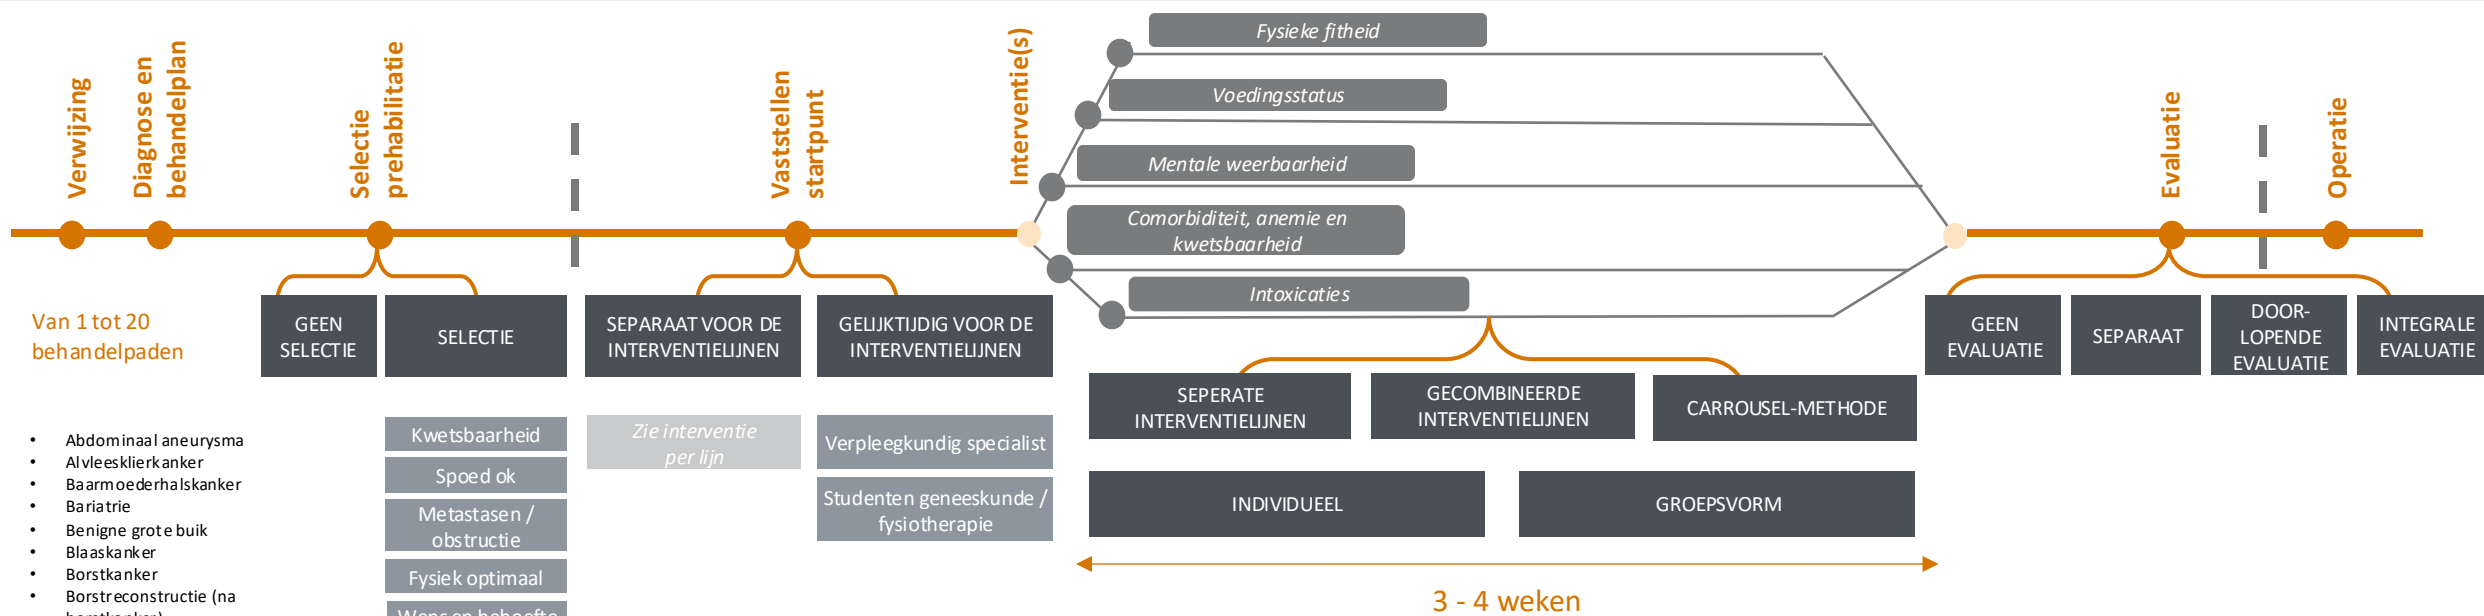 Verwijzing
Diagnose en
behandelplan
Selectie
prehabilitatie
Vaststellen
startpunt
Interventie(s)
Fysieke fitheid
Voedingsstatus
Mentale weerbaarheid
Comorbiditeit, anemie en
kwetsbaarheid
Intoxicaties
Evaluatie
Operatie
Van 1 tot 20
behandelpaden
GEEN
SELECTIE
SELECTIE
SEPARAAT VOOR DE
INTERVENTIELIJNEN
GELIJKTIJDIG VOOR DE
INTERVENTIELIJNEN
SEPERATE
INTERVENTIELIJNEN
GECOMBINEERDE
INTERVENTIELIJNEN
CARROUSEL-METHODE
GEEN
EVALUATIE
SEPARAAT
DOOR-
LOPENDE
EVALUATIE
INTEGRALE
EVALUATIE
• Abdominaal aneurysma
• Alvleesklierkanker
• Baarmoederhalskanker
• Bariatrie
• Benigne grote buik
• Blaaskanker
• Borstkanker
• Borstreconstructie (na
borstkanker)
Kwetsbaarheid
Spoed ok
Metastasen /
obstructie
Fysiek optimaal
Wens en behoefte
Zie interventie
per lijn
Verpleegkundig specialist
Studenten geneeskunde /
fysiotherapie
INDIVIDUEEL
GROEPSVORM
3 - 4 weken